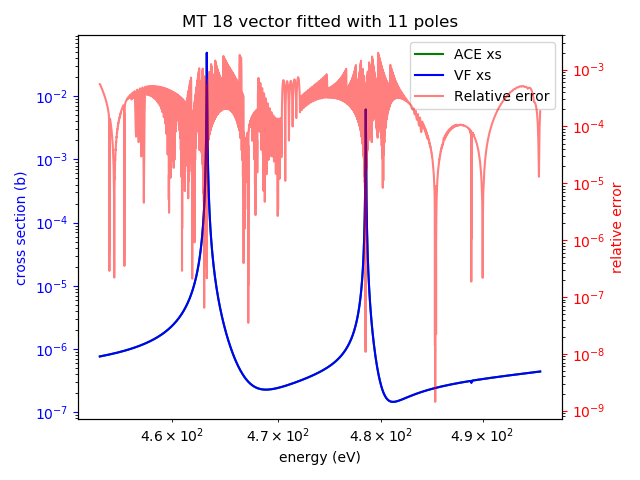 MT 18 vector fitted with 11 poles
ACE xs
VF xs
Relative error
cross section (b)
10⁻²
10⁻³
10⁻⁴
10⁻⁵
10⁻⁶
10⁻⁷
10⁻³
10⁻⁴
10⁻⁵
10⁻⁶
10⁻⁷
10⁻⁸
10⁻⁹
relative error
4.6 × 10² 4.7 × 10² 4.8 × 10² 4.9 × 10²
energy (eV)